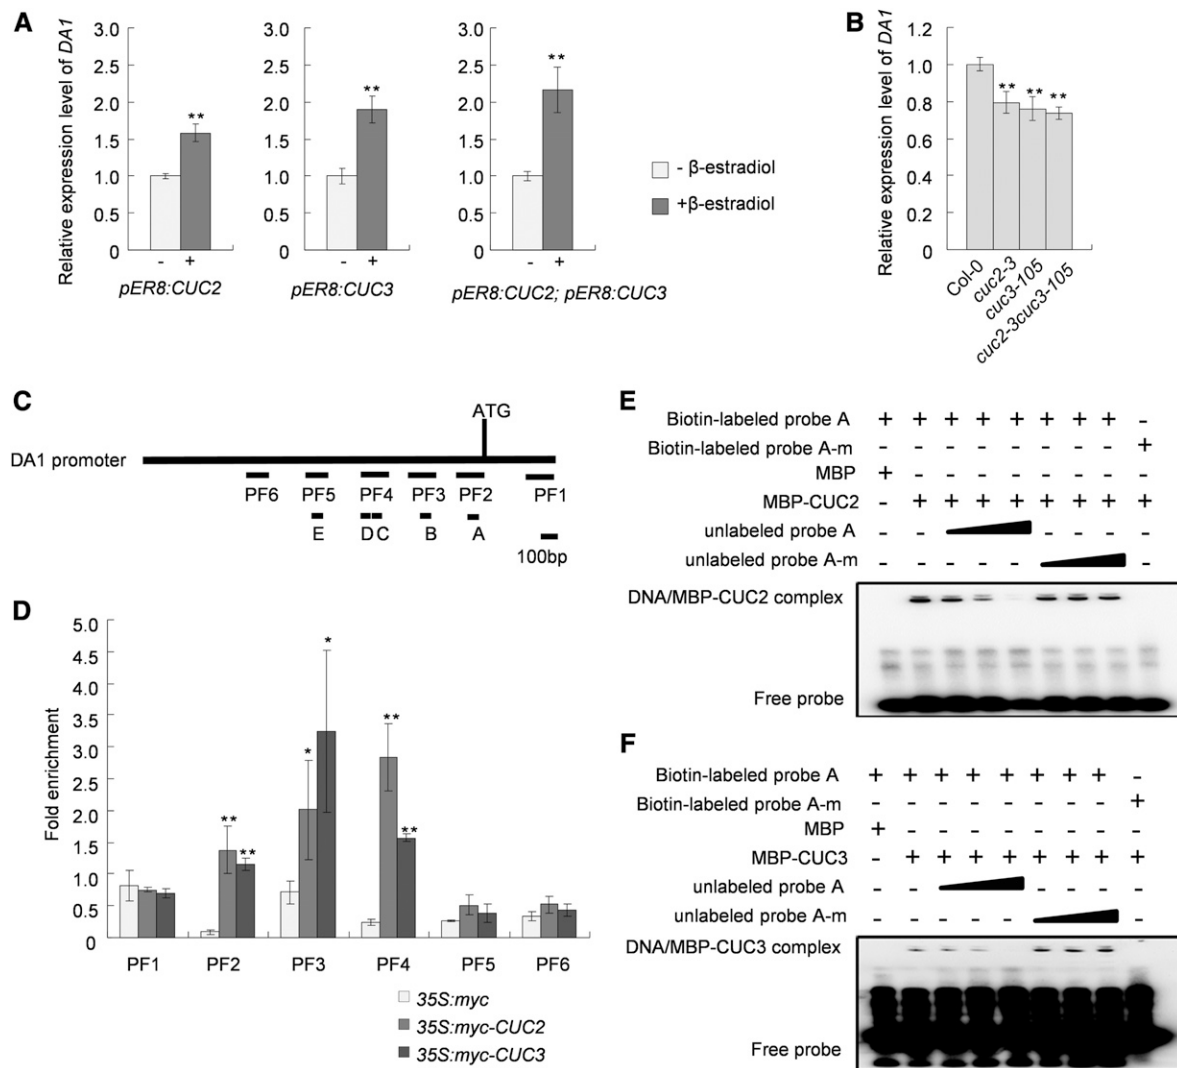 A
Relative expression level of DA1
3.0
2.5
2.0
1.5
1.0
0.5
0
**
- +
pER8:CUC2
3.0
2.5
2.0
1.5
1.0
0.5
0
**
- +
pER8:CUC3
3.0
2.5
2.0
1.5
1.0
0.5
0
**
- +
pER8:CUC2; pER8:CUC3
- β-estradiol
+β-estradiol
B
Relative expression level of DA1
1.2
1.0
0.8
0.6
0.4
0.2
0
** ** **
Col-0
cuc2-3
cuc3-105
cuc2-3cuc3-105
C
ATG
DA1 promoter
PF6 PF5 PF4 PF3 PF2 PF1
E D C B A
100bp
D
Fold enrichment
5.0
4.5
4.0
3.5
3.0
2.5
2.0
1.5
1.0
0.5
0
** ** * * ** **
PF1 PF2 PF3 PF4 PF5 PF6
35S:myc
35S:myc-CUC2
35S:myc-CUC3
E
Biotin-labeled probe A + + + + + + + + -
Biotin-labeled probe A-m - - - - - - - - +
MBP + - - - - - - - -
MBP-CUC2 - + + + + + + + +
unlabeled probe A - - - - - -
unlabeled probe A-m - - - - - -
DNA/MBP-CUC2 complex
Free probe
F
Biotin-labeled probe A + + + + + + + + -
Biotin-labeled probe A-m - - - - - - - - +
MBP + - - - - - - - -
MBP-CUC3 - + + + + + + + +
unlabeled probe A - - - - - -
unlabeled probe A-m - - - - - -
DNA/MBP-CUC3 complex
Free probe